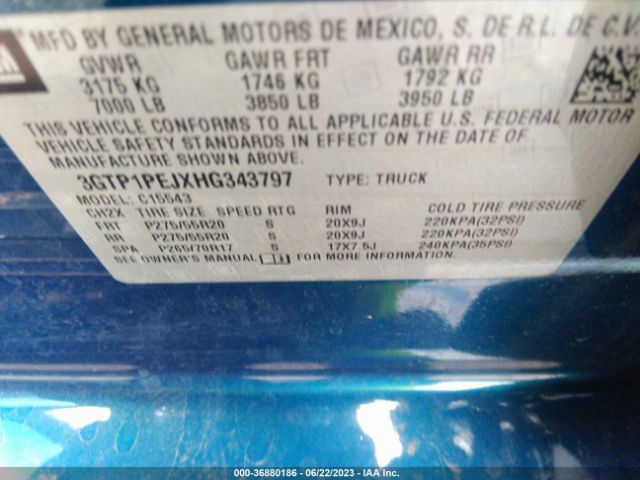 MFD BY GENERAL MOTORS DE MEXICO, S. DE R.L. DE C.V
GVWR GAWR FRT GAWR RR
3175 KG 1746 KG 1792 KG
7000 LB 3850 LB 3950 LB
THIS VEHICLE CONFORMS TO ALL APPLICABLE U.S. FEDERAL MOTOR
VEHICLE SAFETY STANDARDS IN EFFECT ON THE DATE OF
MANUFACTURE SHOWN ABOVE.
3GTP1PEJXHG343797 TYPE: TRUCK
MODEL: C15543
CH2X TIRE SIZE SPEED RTG RIM COLD TIRE PRESSURE
FRT P275/55R20 S 20X9J 220KPA(32PSI)
RR P275/55R20 S 20X9J 220KPA(32PSI)
SPA P265/70R17 S 17X7.5J 240KPA(35PSI)
SEE OWNER'S MANUAL FOR MORE INFORMATION.
000-36880186 - 06/22/2023 - IAA Inc.